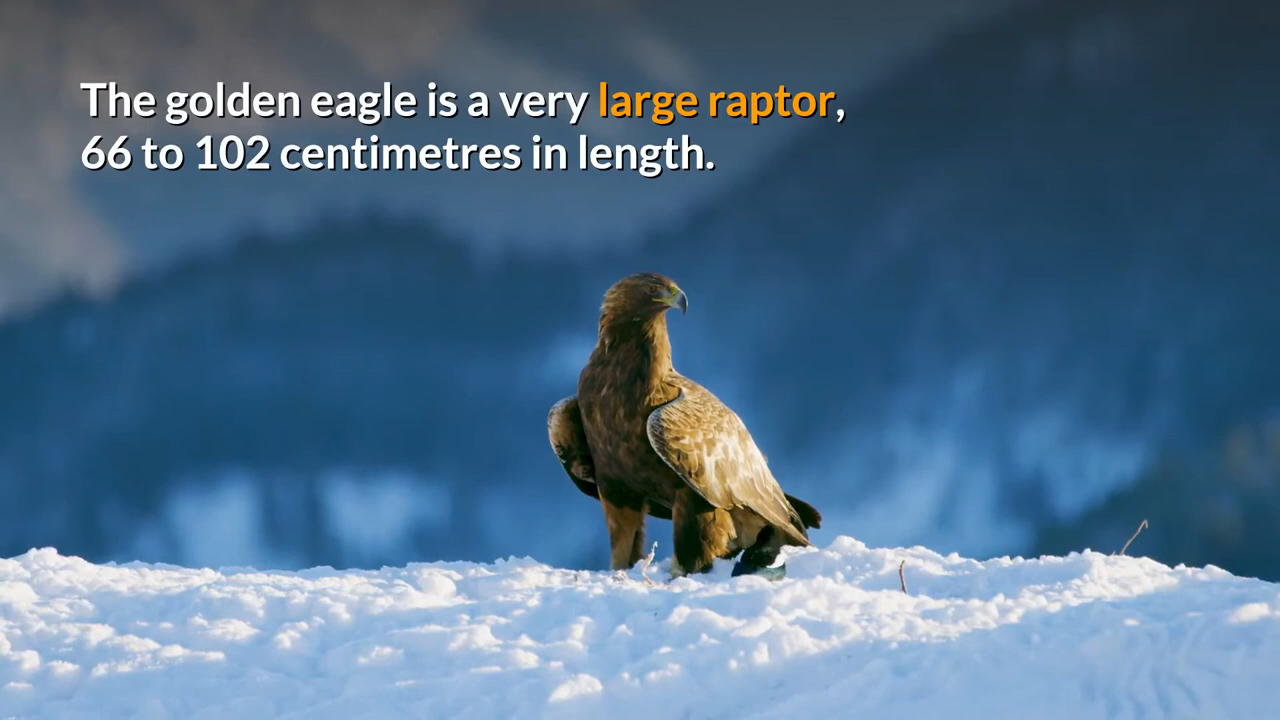 The golden eagle is a very large raptor,
66 to 102 centimetres in length.